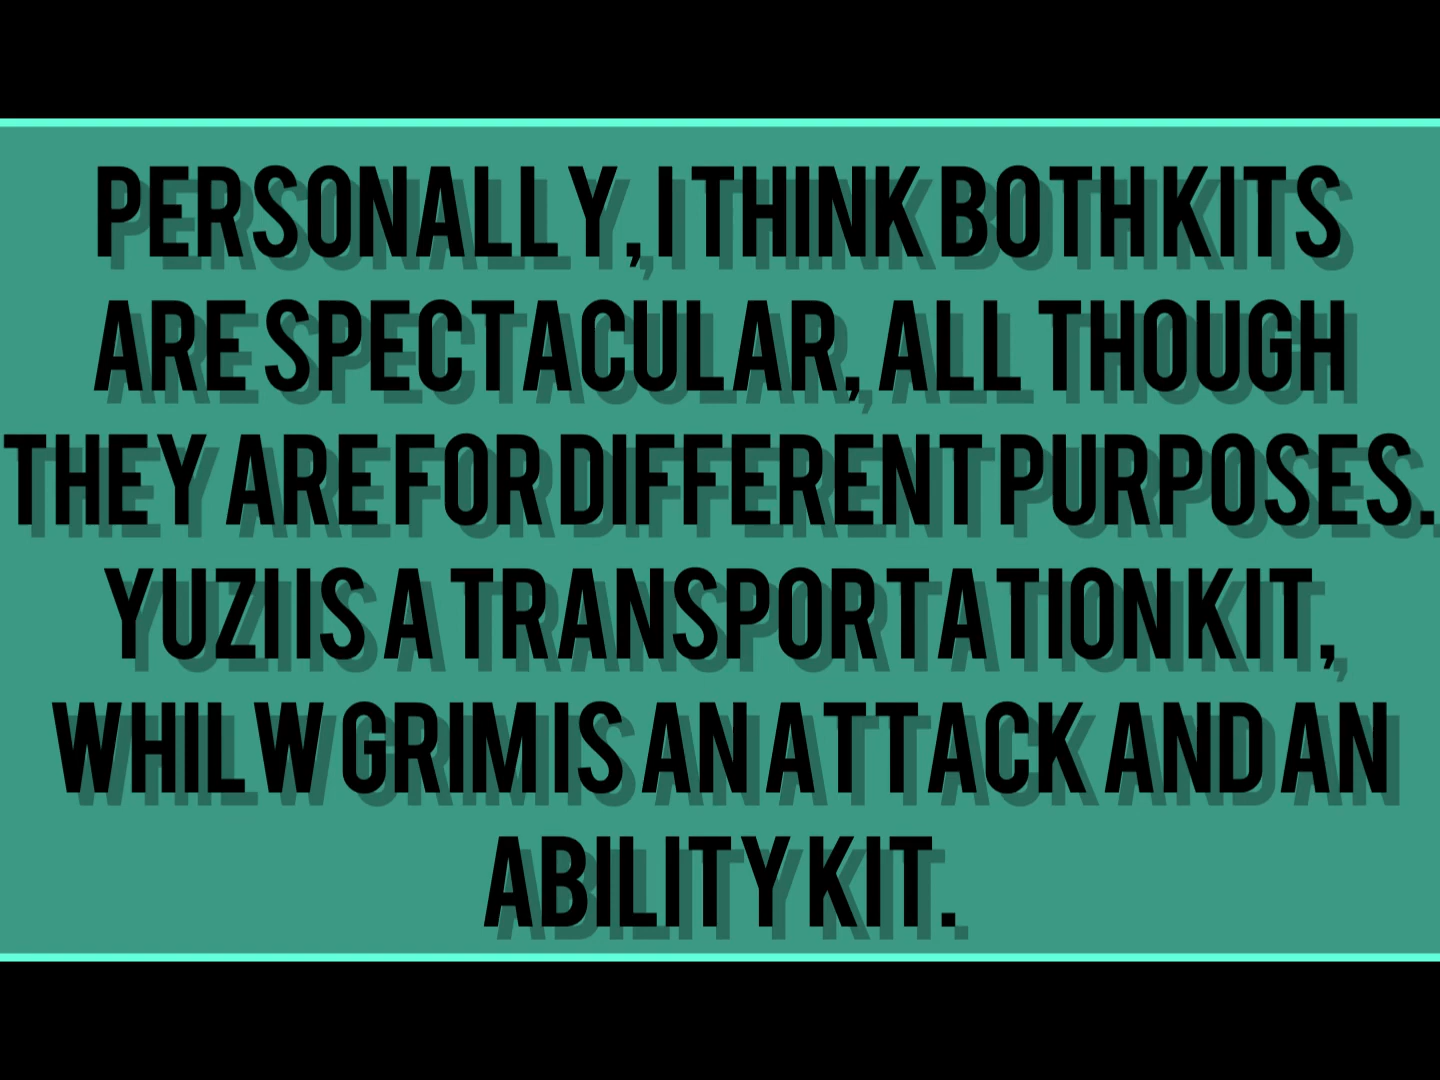 PERSONALLY, I THINK BOTH KITS
ARE SPECTACULAR, ALL THOUGH
THEY ARE FOR DIFFERENT PURPOSES.
YUZI IS A TRANSPORTATION KIT,
WHILW GRIM IS AN ATTACK AND AN
ABILITY KIT.